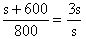 (s + 600)/800 = 3s/s